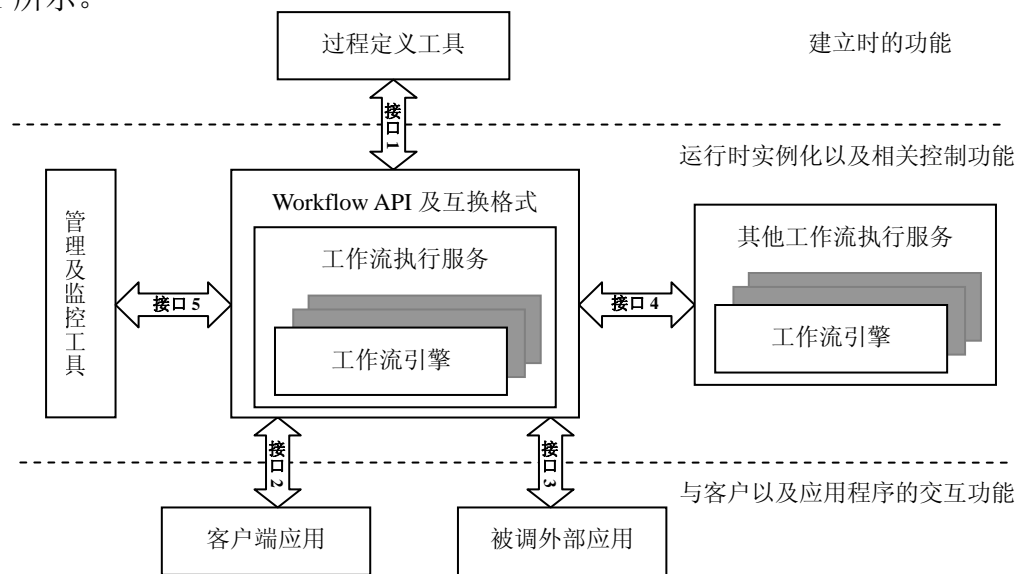 所示。
过程定义工具
建立时的功能
接口 1
运行时实例化以及相关控制功能
管理及监控工具
Workflow API 及互换格式
工作流执行服务
工作流引擎
接口 5
接口 4
其他工作流执行服务
工作流引擎
接口 2
接口 3
与客户以及应用程序的交互功能
客户端应用
被调外部应用